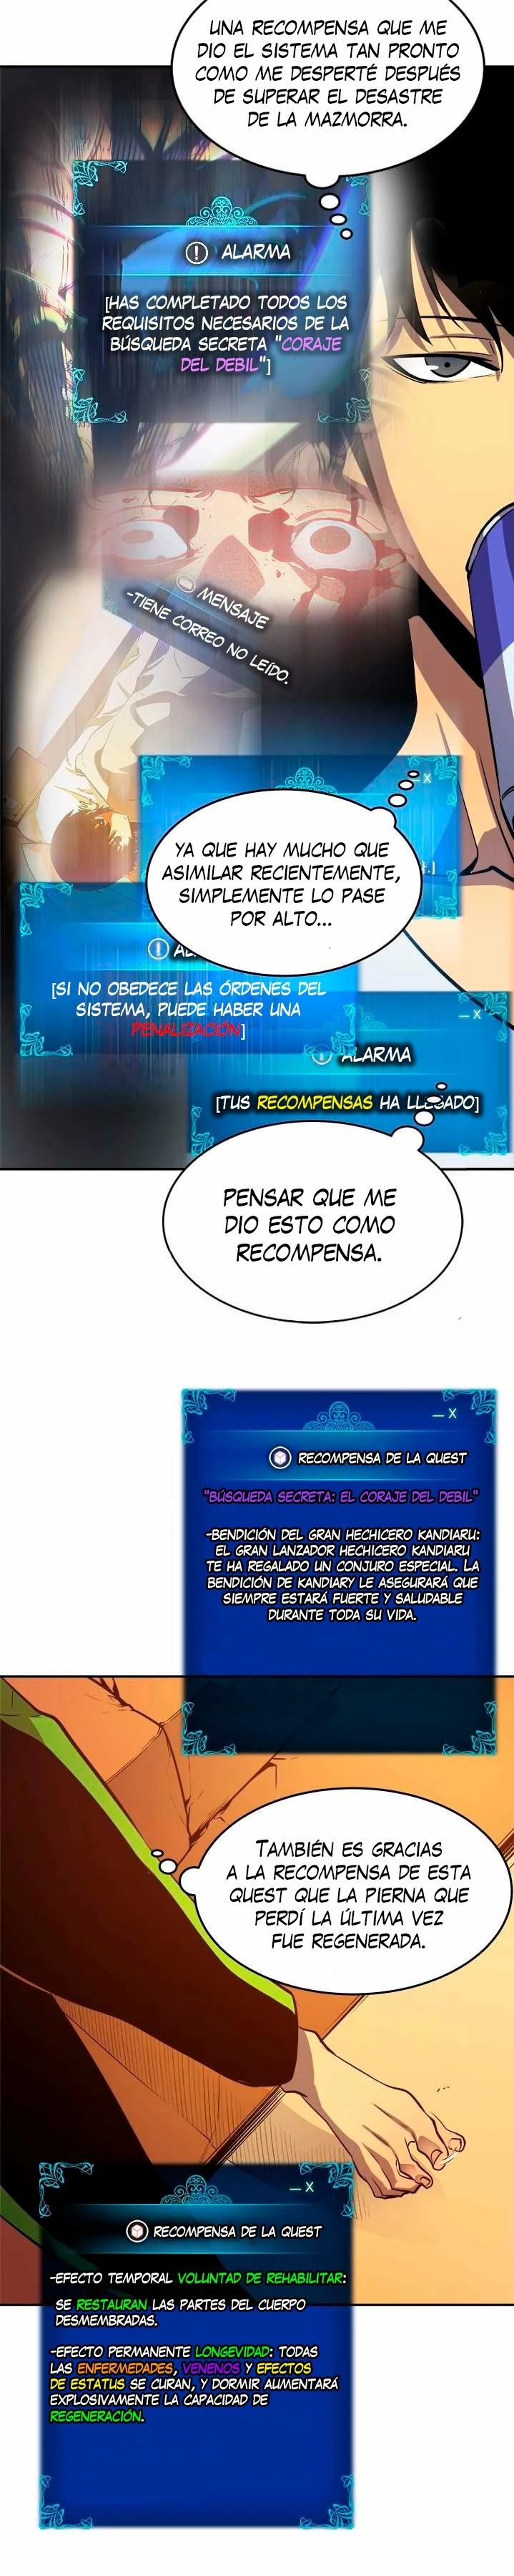 UNA RECOMPENSA QUE ME
DIO EL SISTEMA TAN PRONTO
COMO ME DESPERTÉ DESPUÉS
DE SUPERAR EL DESASTRE
DE LA MAZMORRA.
! ALARMA
[HAS COMPLETADO TODOS LOS
REQUISITOS NECESARIOS DE LA
BÚSQUEDA SECRETA "CORAJE
DEL DEBIL"]
MENSAJE
-TIENE CORREO NO LEÍDO.
X
YA QUE HAY MUCHO QUE
ASIMILAR RECIENTEMENTE,
SIMPLEMENTE LO PASE
POR ALTO...
.]
! AL
[SI NO OBEDECE LAS ÓRDENES DEL
SISTEMA, PUEDE HABER UNA
PENALIZACIÓN]
— X
! ALARMA
[TUS RECOMPENSAS HA LLEGADO]
PENSAR QUE ME
DIO ESTO COMO
RECOMPENSA.
— X
RECOMPENSA DE LA QUEST
"BÚSQUEDA SECRETA: EL CORAJE DEL DEBIL"
-BENDICIÓN DEL GRAN HECHICERO KANDIARU:
EL GRAN LANZADOR HECHICERO KANDIARU
TE HA REGALADO UN CONJURO ESPECIAL. LA
BENDICIÓN DE KANDIARY LE ASEGURARÁ QUE
SIEMPRE ESTARÁ FUERTE Y SALUDABLE
DURANTE TODA SU VIDA.
TAMBIÉN ES GRACIAS
A LA RECOMPENSA DE ESTA
QUEST QUE LA PIERNA QUE
PERDÍ LA ÚLTIMA VEZ
FUE REGENERADA.
— X
RECOMPENSA DE LA QUEST
-EFECTO TEMPORAL VOLUNTAD DE REHABILITAR:
SE RESTAURAN LAS PARTES DEL CUERPO
DESMEMBRADAS.
-EFECTO PERMANENTE LONGEVIDAD: TODAS
LAS ENFERMEDADES, VENENOS Y EFECTOS
DE ESTATUS SE CURAN, Y DORMIR AUMENTARÁ
EXPLOSIVAMENTE LA CAPACIDAD DE
REGENERACIÓN.